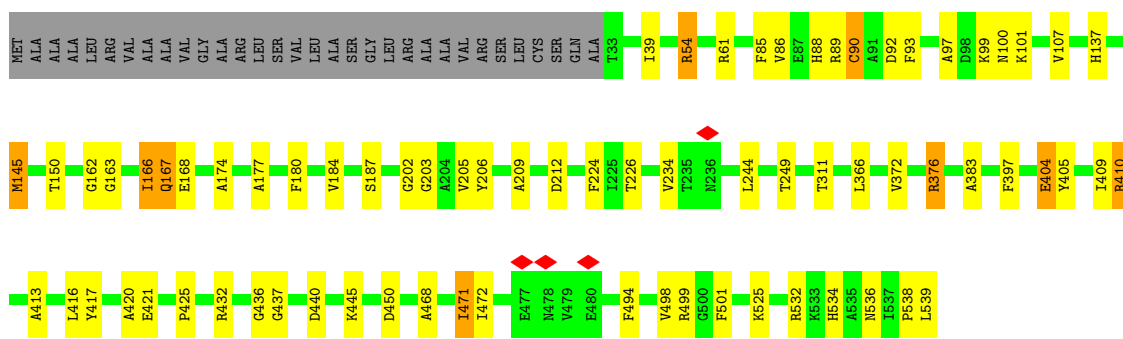 MET ALA ALA ALA LEU ARG VAL ALA ALA VAL GLY ALA ARG LEU SER VAL LEU ALA SER GLY LEU ARG ALA ALA VAL ARG SER LEU CYS SER GLN ALA T33 I39 R54 R61 F85 V86 E87 H88 R89 C90 A91 D92 F93 A97 D98 K99 N100 K101 V107 H137
M145 T150 G162 G163 I166 Q167 E168 A174 A177 F180 V184 S187 G202 G203 A204 V205 Y206 A209 D212 F224 I225 T226 V234 T235 N236 L244 T249 T311 L366 V372 R376 A383 F397 E404 Y405 I409 R410
A413 L416 Y417 A420 E421 P425 R432 G436 G437 D440 K445 D450 A468 I471 I472 E477 N478 V479 E480 F494 V498 R499 G500 F501 K525 R532 K533 H534 A535 N536 I537 P538 L539